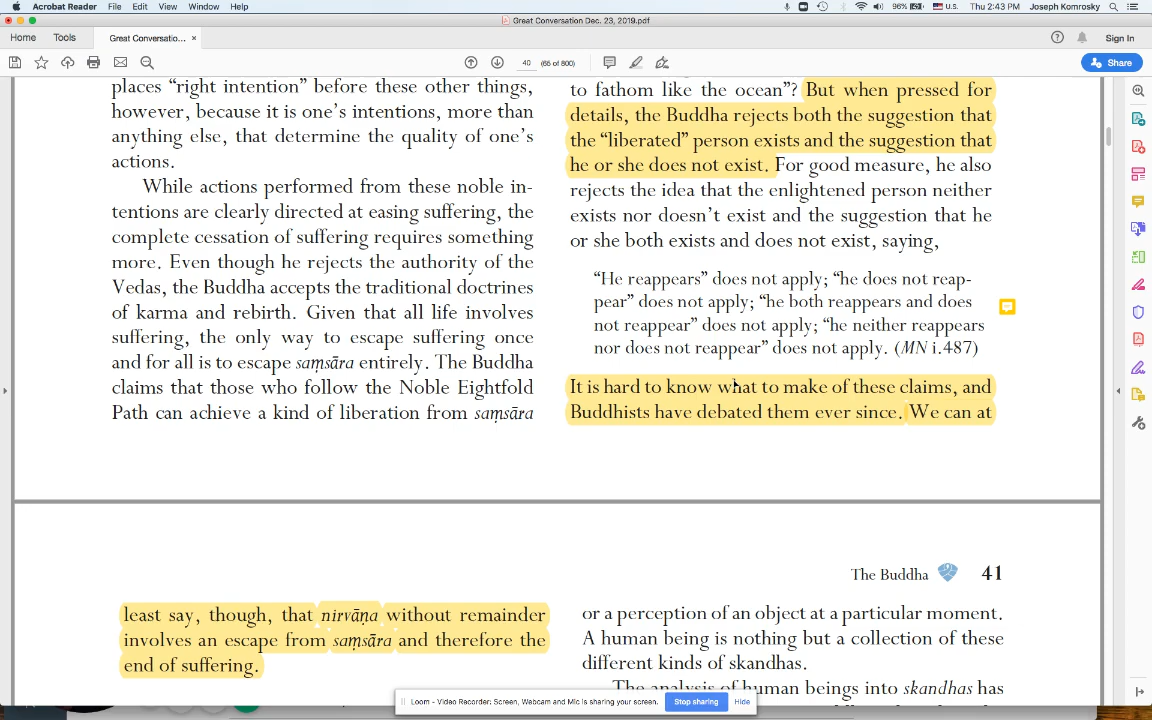 Acrobat Reader File Edit View Window Help
96% U.S. Thu 2:43 PM Joseph Komrosky
Great Conversation Dec. 23, 2019.pdf
Home Tools Great Conversatio... × Sign In
40 (65 of 800) Share
places “right intention” before these other things,
however, because it is one’s intentions, more than
anything else, that determine the quality of one’s
actions.
While actions performed from these noble in-
tentions are clearly directed at easing suffering, the
complete cessation of suffering requires something
more. Even though he rejects the authority of the
Vedas, the Buddha accepts the traditional doctrines
of karma and rebirth. Given that all life involves
suffering, the only way to escape suffering once
and for all is to escape saṃsāra entirely. The Buddha
claims that those who follow the Noble Eightfold
Path can achieve a kind of liberation from saṃsāra
to fathom like the ocean”? But when pressed for
details, the Buddha rejects both the suggestion that
the “liberated” person exists and the suggestion that
he or she does not exist. For good measure, he also
rejects the idea that the enlightened person neither
exists nor doesn’t exist and the suggestion that he
or she both exists and does not exist, saying,
“He reappears” does not apply; “he does not reap-
pear” does not apply; “he both reappears and does
not reappear” does not apply; “he neither reappears
nor does not reappear” does not apply. (MN i.487)
It is hard to know what to make of these claims, and
Buddhists have debated them ever since. We can at
The Buddha 41
least say, though, that nirvāṇa without remainder
involves an escape from saṃsāra and therefore the
end of suffering.
or a perception of an object at a particular moment.
A human being is nothing but a collection of these
different kinds of skandhas.
The analysis of human beings into skandhas has
Loom - Video Recorder: Screen, Webcam and Mic is sharing your screen. Stop sharing Hide